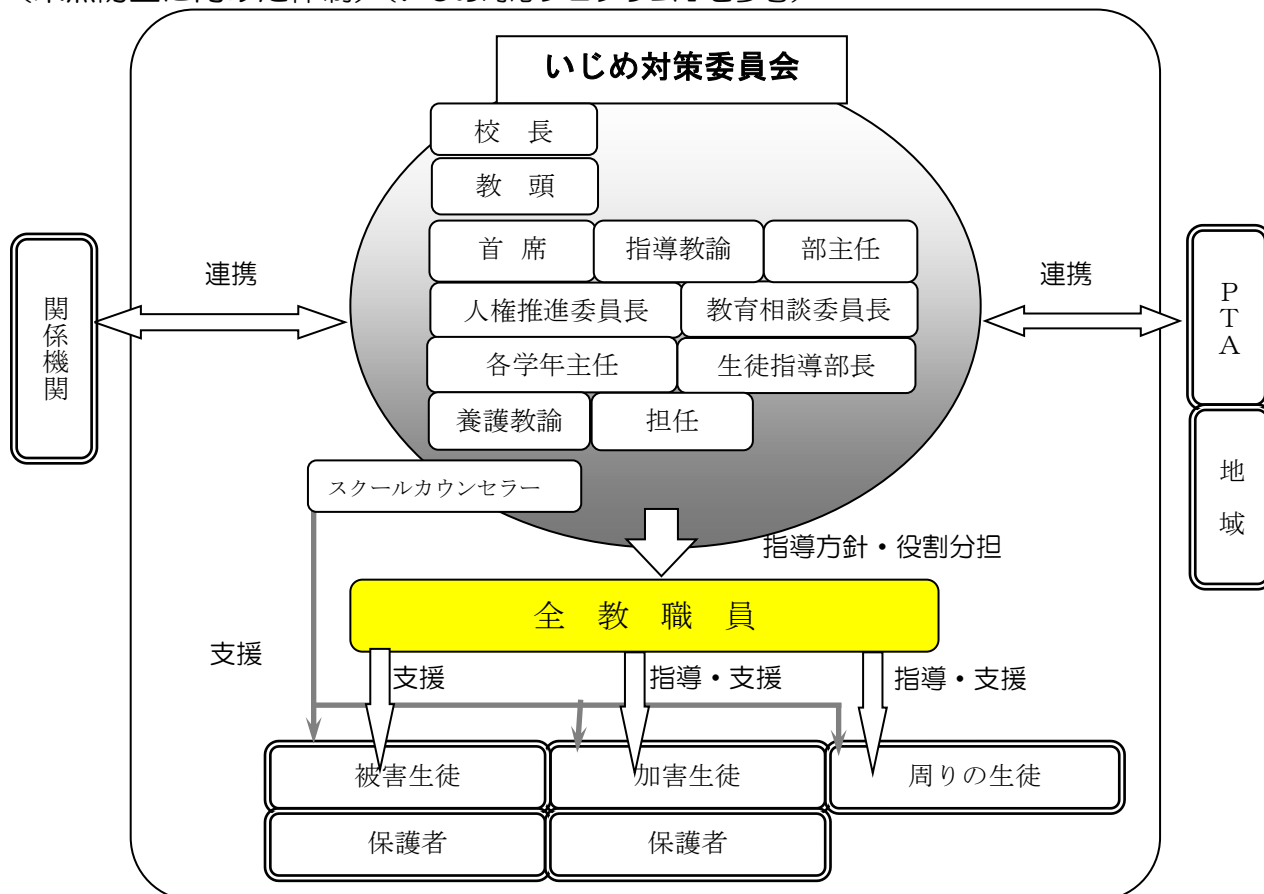 いじめ対策委員会
校 長
教 頭
首 席
指導教諭
部主任
人権推進委員長
教育相談委員長
各学年主任
生徒指導部長
養護教諭
担任
スクールカウンセラー
連携
関係機関
連携
PTA
地 域
指導方針・役割分担
全 教 職 員
支援
支援
指導・支援
指導・支援
被害生徒
加害生徒
周りの生徒
保護者
保護者